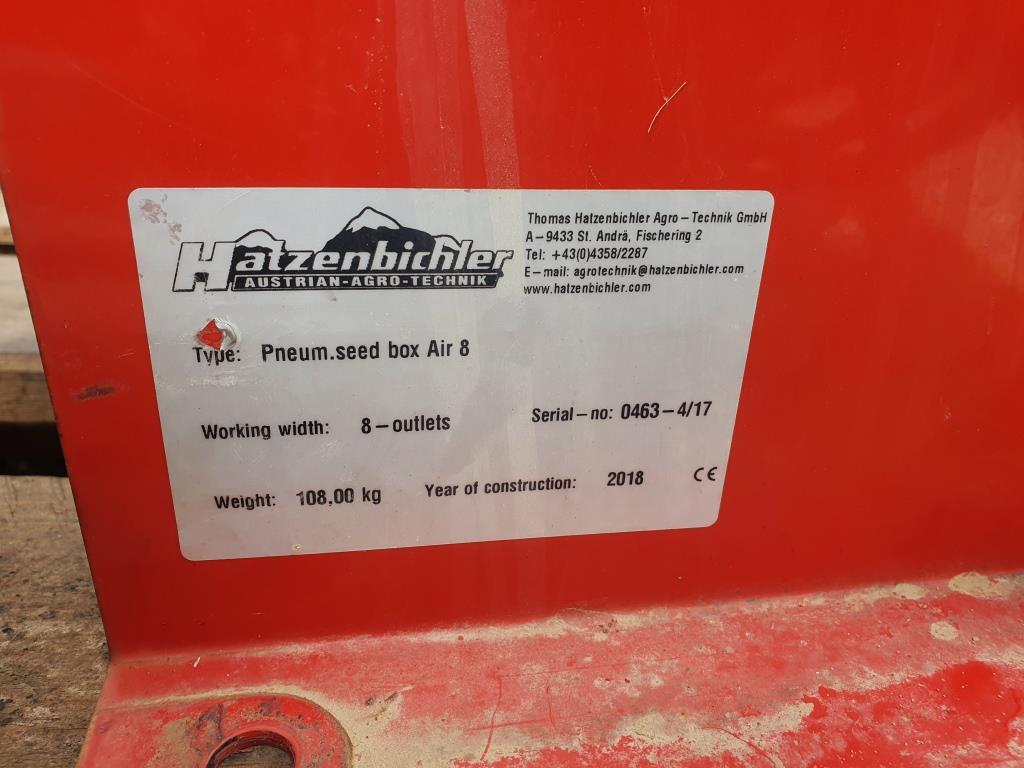 Hatzenbichler
AUSTRIAN-AGRO-TECHNIK
Thomas Hatzenbichler Agro-Technik GmbH
A-9433 St. Andrä, Fischering 2
Tel: +43(0)4358/2287
E-mail: agrotechnik@hatzenbichler.com
www.hatzenbichler.com
Type: Pneum.seed box Air 8
Working width: 8-outlets Serial-no: 0463-4/17
Weight: 108,00 kg Year of construction: 2018 CE